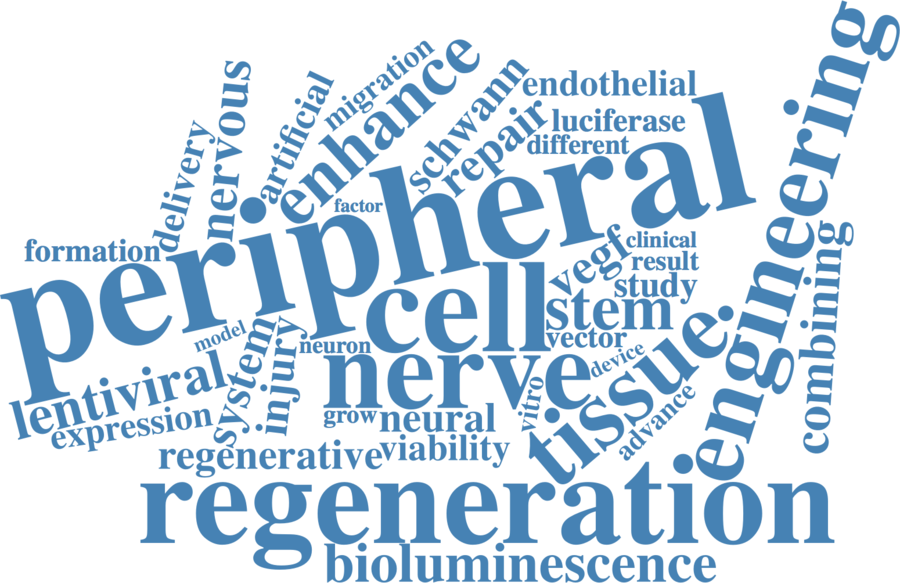 engineering
migration
enhance
nervous
artificial
schwann
endothelial
repair
luciferase
different
delivery
peripheral
factor
formation
vegf
clinical
result
study
combining
cell
stem
model
neuron
vector
system
injury
nerve
device
tissue
lentiviral
expression
grow
neural
vitro
advance
regenerative
viability
regeneration
bioluminescence